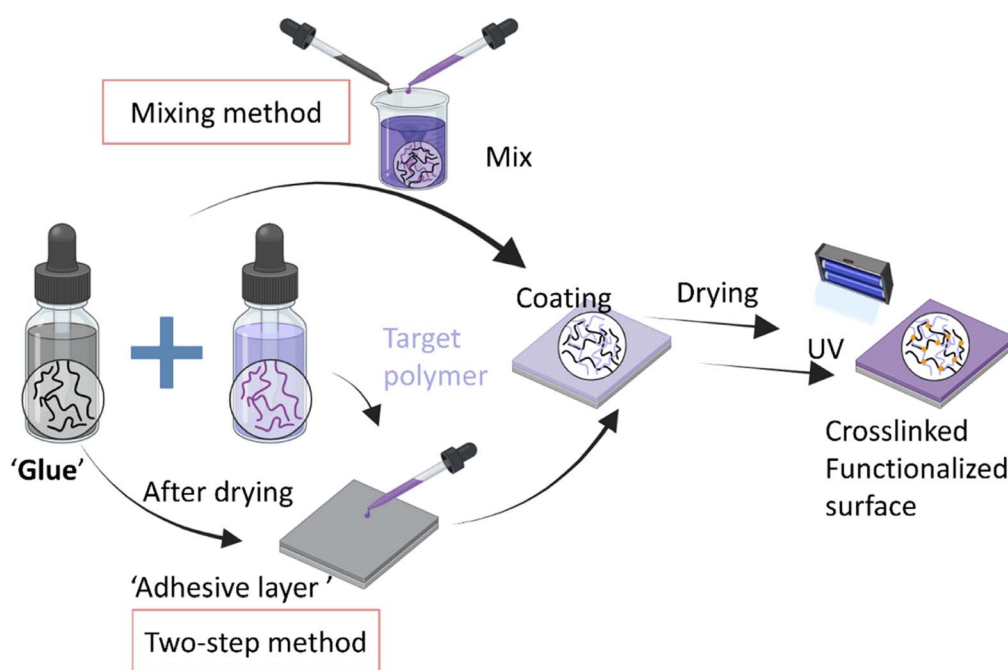 Mixing method
Mix
Coating
Drying
Target
polymer
UV
'Glue'
After drying
'Adhesive layer '
Two-step method
Crosslinked
Functionalized
surface